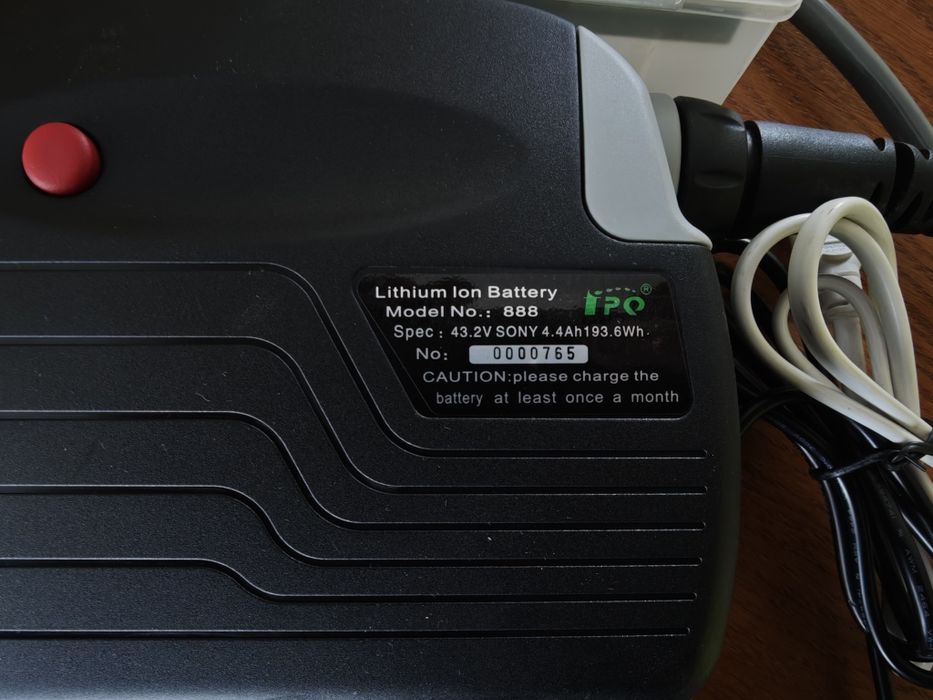 Lithium Ion Battery
iPO®
Model No.: 888
Spec: 43.2V SONY 4.4Ah193.6Wh.
No: 0000765
CAUTION:please charge the
battery at least once a month